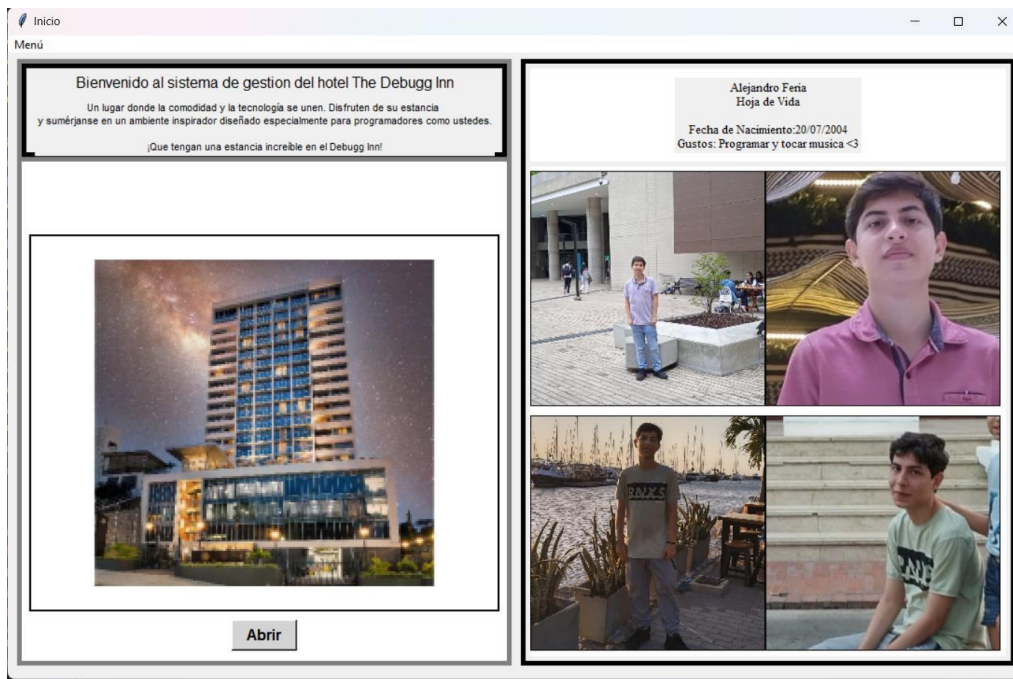 Inicio
Menú
Bienvenido al sistema de gestion del hotel The Debugg Inn
Un lugar donde la comodidad y la tecnología se unen. Disfruten de su estancia
y sumérjanse en un ambiente inspirador diseñado especialmente para programadores como ustedes.
¡Que tengan una estancia increíble en el Debugg Inn!
Abrir
Alejandro Feria
Hoja de Vida
Fecha de Nacimiento:20/07/2004
Gustos: Programar y tocar musica <3